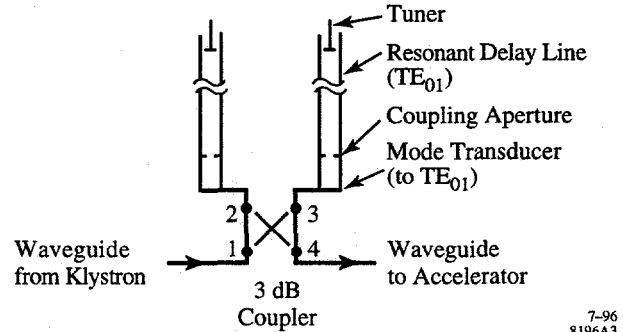 Tuner
Resonant Delay Line
(TE01)
Coupling Aperture
Mode Transducer
(to TE01)
2
3
1
4
Waveguide
from Klystron
Waveguide
to Accelerator
3 dB
Coupler
7-96
8196A3